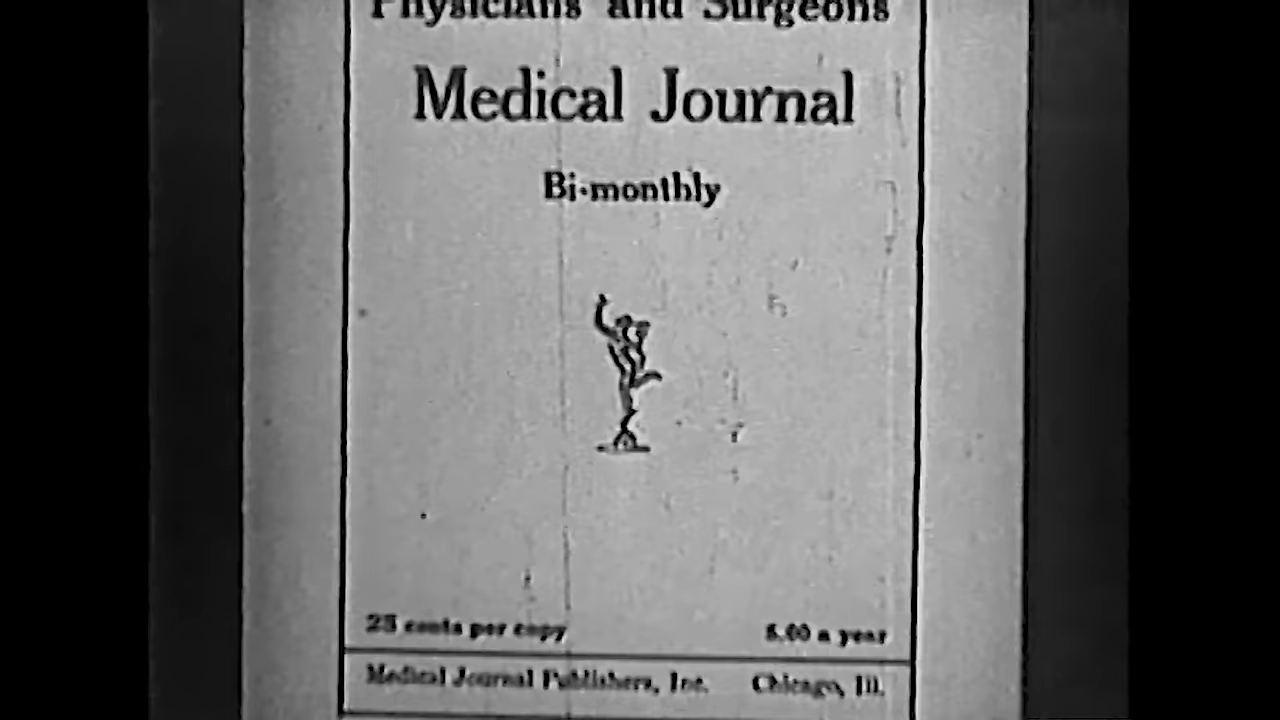 Physicians and Surgeons
Medical Journal
Bi-monthly
25 cents per copy 5.00 a year
Medical Journal Publishers, Inc. Chicago, Ill.